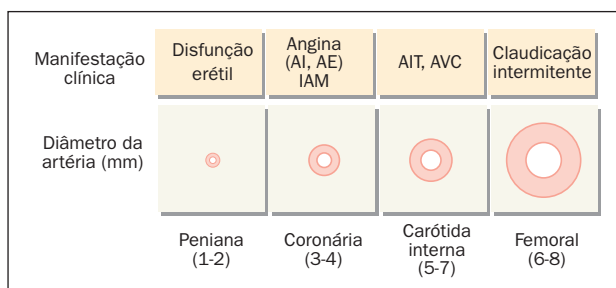 Manifestação
clínica
Disfunção
erétil
Angina
(AI, AE)
IAM
AIT, AVC
Claudicação
intermitente
Diâmetro da
artéria (mm)
Peniana
(1-2)
Coronária
(3-4)
Carótida
interna
(5-7)
Femoral
(6-8)